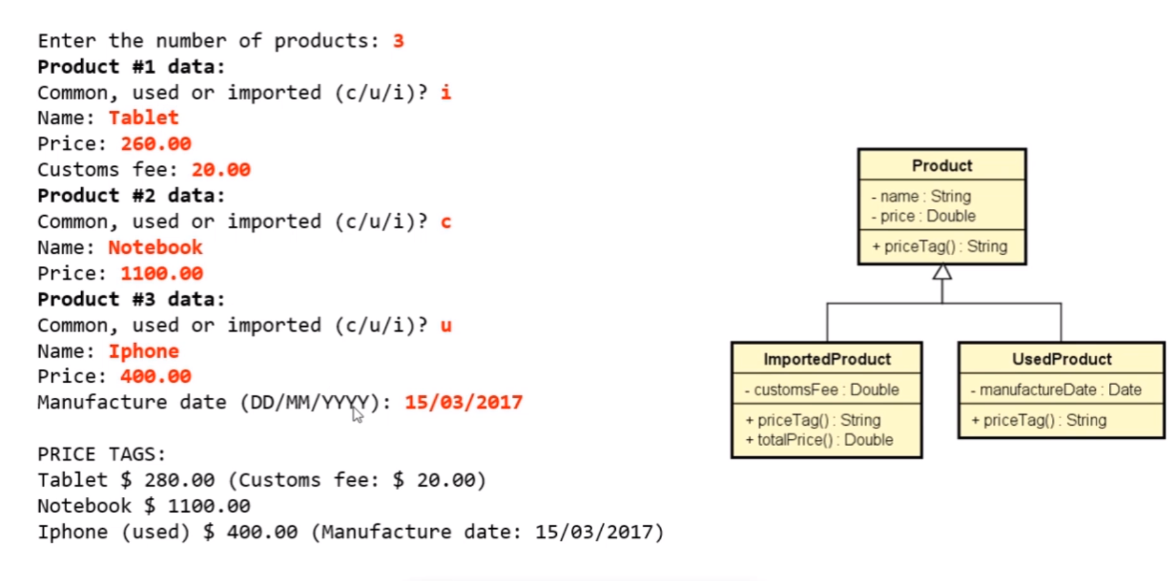 Enter the number of products: 3
Product #1 data:
Common, used or imported (c/u/i)? i
Name: Tablet
Price: 260.00
Customs fee: 20.00
Product #2 data:
Common, used or imported (c/u/i)? c
Name: Notebook
Price: 1100.00
Product #3 data:
Common, used or imported (c/u/i)? u
Name: Iphone
Price: 400.00
Manufacture date (DD/MM/YYYY): 15/03/2017
PRICE TAGS:
Tablet $ 280.00 (Customs fee: $ 20.00)
Notebook $ 1100.00
Iphone (used) $ 400.00 (Manufacture date: 15/03/2017)
Product
- name : String
- price : Double
+ priceTag() : String
ImportedProduct
- customsFee : Double
+ priceTag() : String
+ totalPrice() : Double
UsedProduct
- manufactureDate : Date
+ priceTag() : String